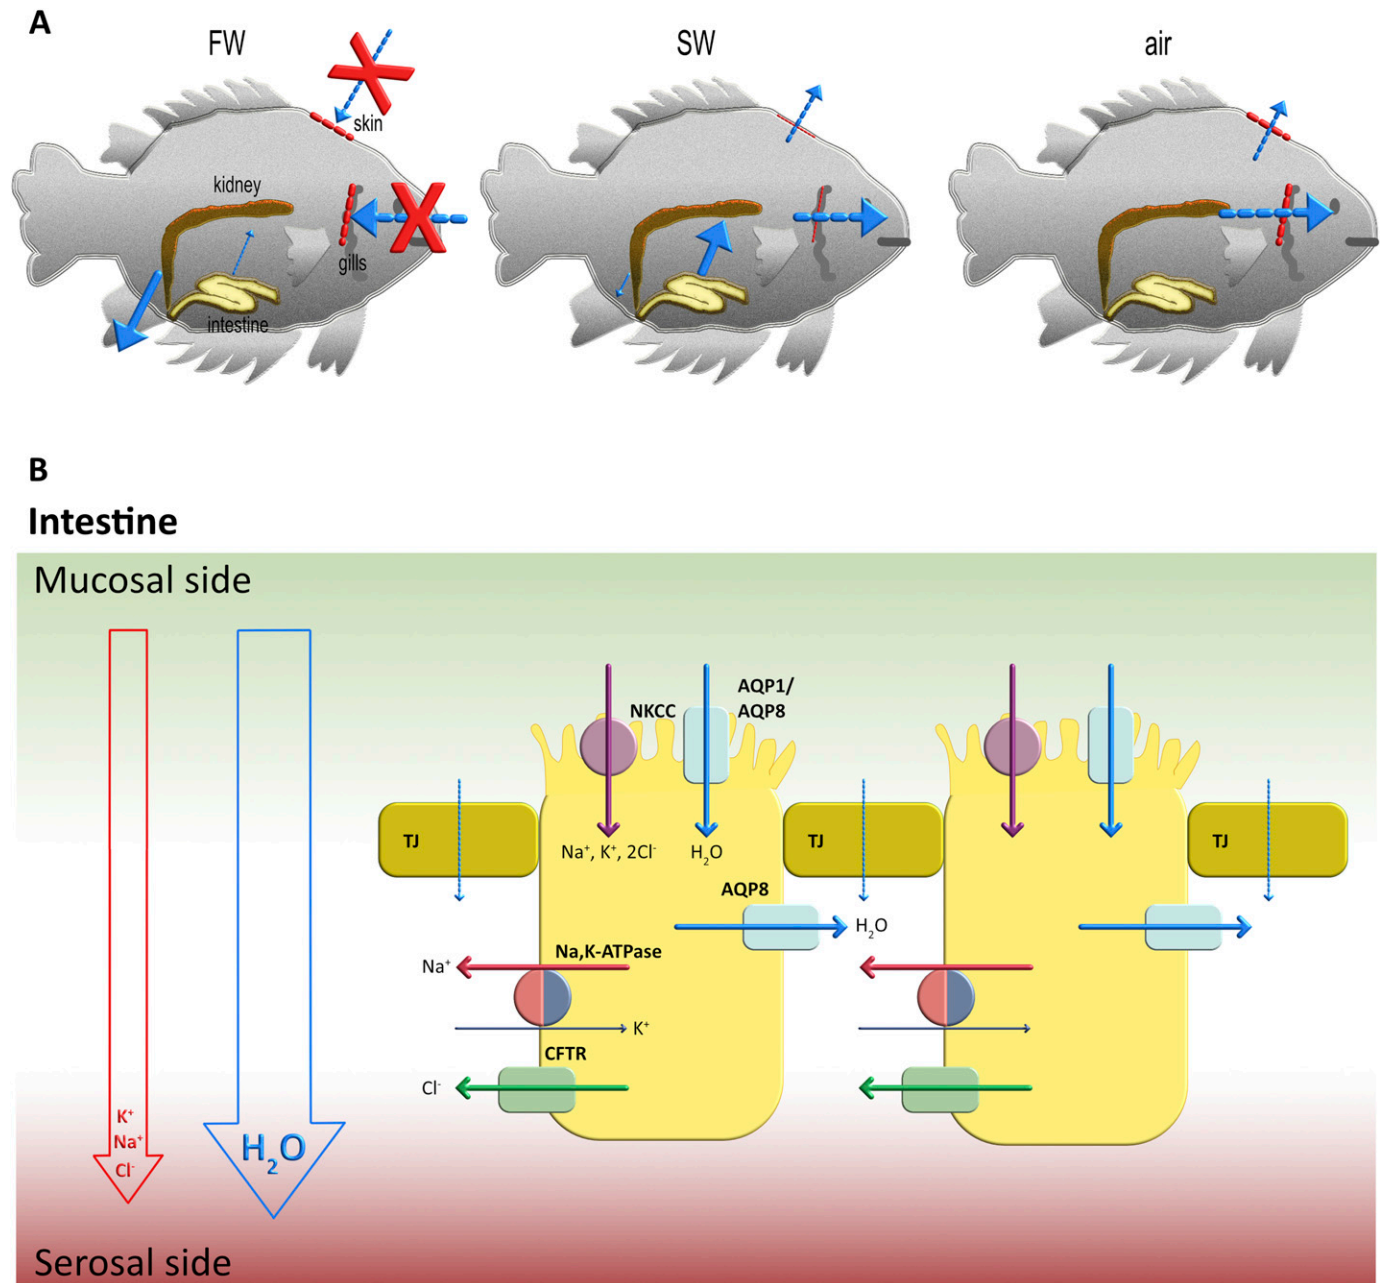 A
FW
SW
air
skin
kidney
gills
intestine
B
Intestine
Mucosal side
AQP1/
AQP8
NKCC
TJ
TJ
TJ
Na⁺, K⁺, 2Cl⁻
H₂O
AQP8
H₂O
Na,K-ATPase
Na⁺
K⁺
CFTR
Cl⁻
K⁺
Na⁺
Cl⁻
H₂O
Serosal side